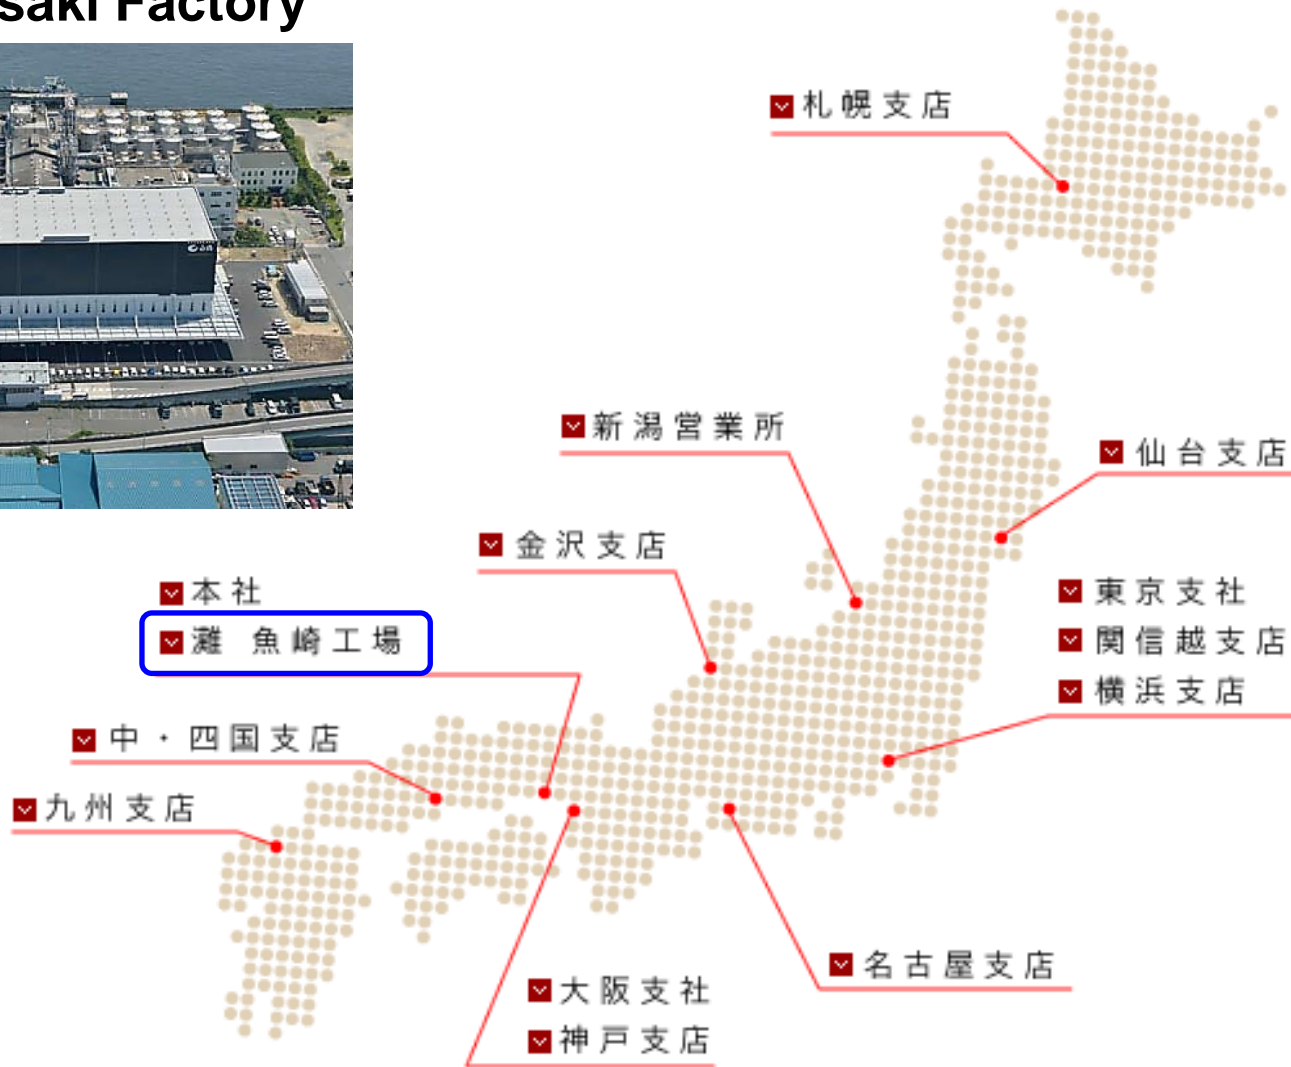 saki Factory
札幌支店
新潟営業所
仙台支店
金沢支店
本社
灘 魚崎工場
東京支社
関信越支店
横浜支店
中・四国支店
九州支店
名古屋支店
大阪支社
神戸支店